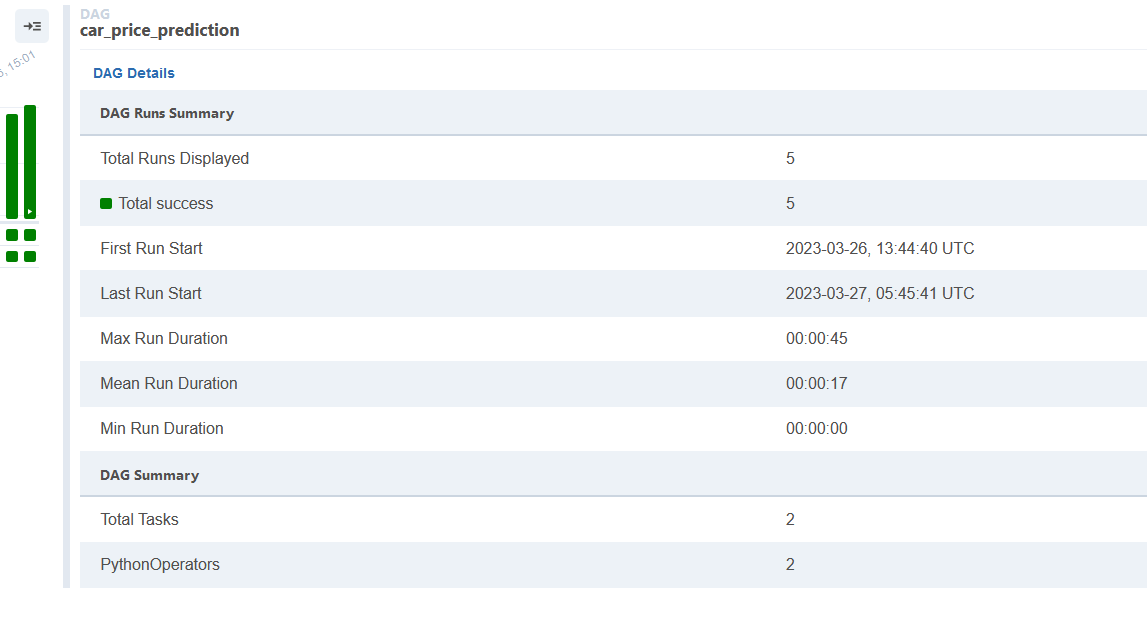 DAG
car_price_prediction
, 15:01
DAG Details
DAG Runs Summary
Total Runs Displayed 5
Total success 5
First Run Start 2023-03-26, 13:44:40 UTC
Last Run Start 2023-03-27, 05:45:41 UTC
Max Run Duration 00:00:45
Mean Run Duration 00:00:17
Min Run Duration 00:00:00
DAG Summary
Total Tasks 2
PythonOperators 2